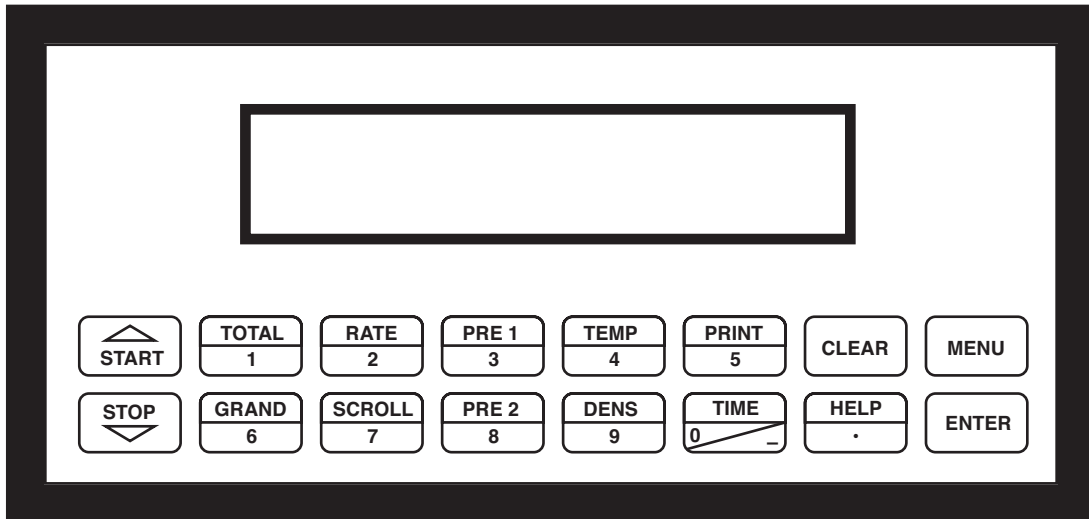 START
TOTAL
1
RATE
2
PRE 1
3
TEMP
4
PRINT
5
CLEAR
MENU
STOP
GRAND
6
SCROLL
7
PRE 2
8
DENS
9
TIME
0 –
HELP
.
ENTER